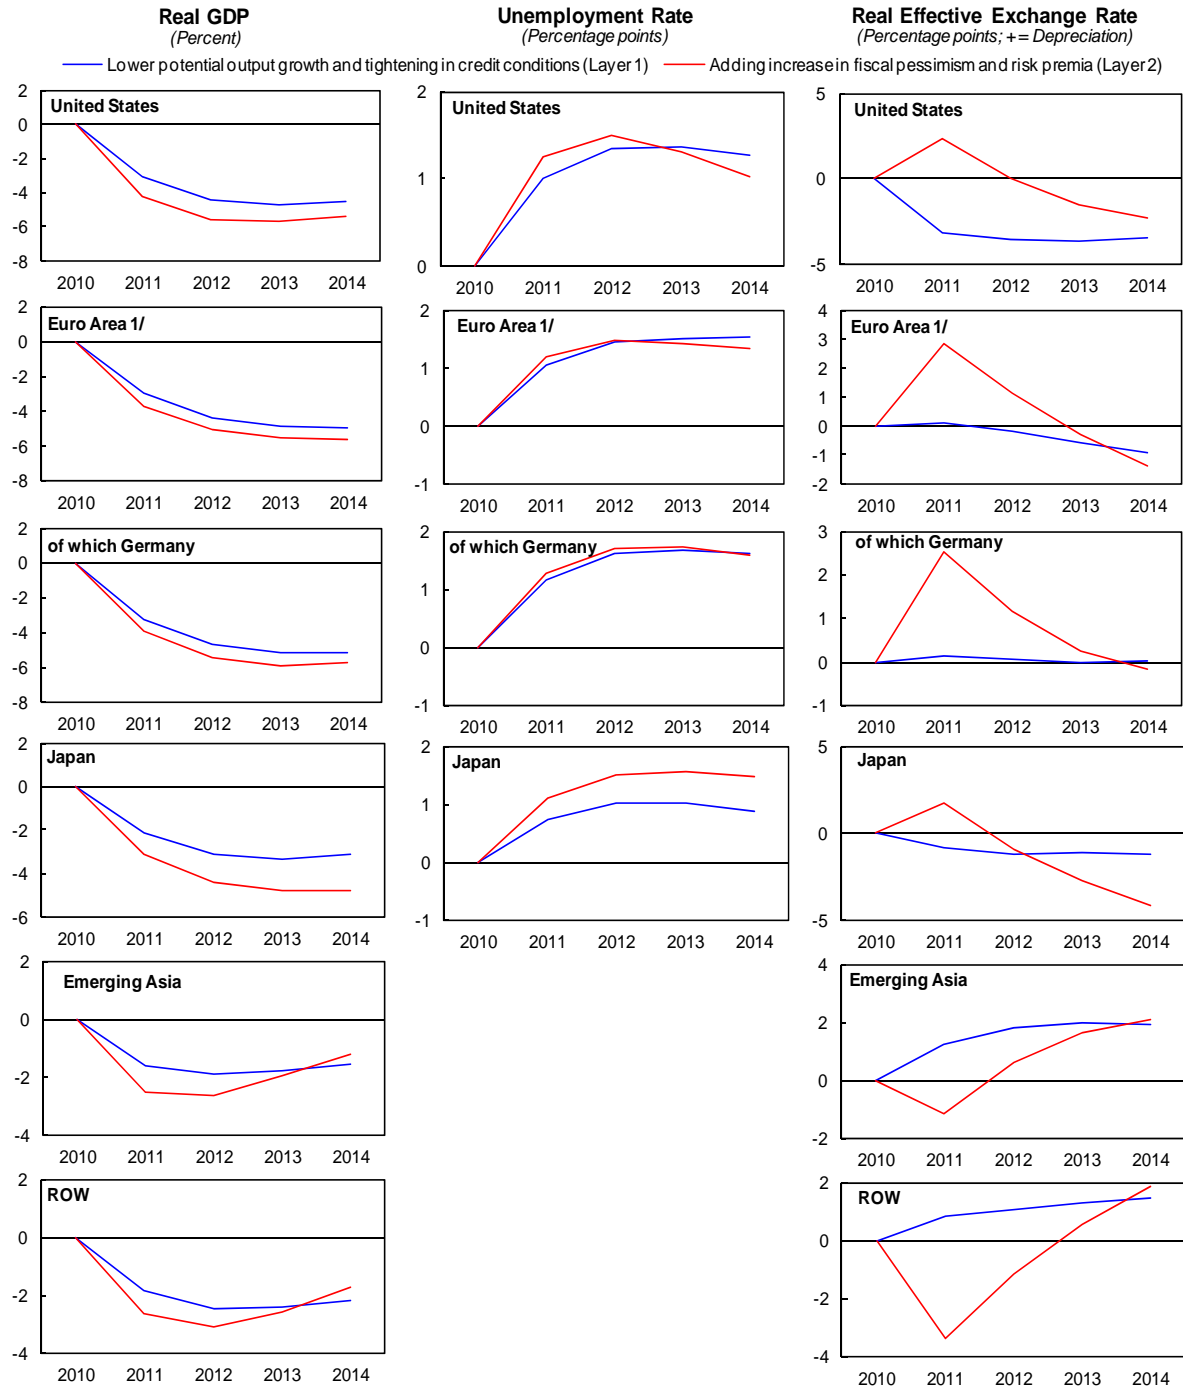 Real GDP
(Percent)
Unemployment Rate
(Percentage points)
Real Effective Exchange Rate
(Percentage points; += Depreciation)
Lower potential output growth and tightening in credit conditions (Layer 1)
Adding increase in fiscal pessimism and risk premia (Layer 2)
United States
2
0
-2
-4
-6
-8
2010 2011 2012 2013 2014
United States
2
1
0
2010 2011 2012 2013 2014
United States
5
0
-5
2010 2011 2012 2013 2014
Euro Area 1/
2
0
-2
-4
-6
-8
2010 2011 2012 2013 2014
Euro Area 1/
2
1
0
-1
2010 2011 2012 2013 2014
Euro Area 1/
4
3
2
1
0
-1
-2
2010 2011 2012 2013 2014
of which Germany
2
0
-2
-4
-6
-8
2010 2011 2012 2013 2014
of which Germany
2
1
0
-1
2010 2011 2012 2013 2014
of which Germany
3
2
1
0
-1
2010 2011 2012 2013 2014
Japan
2
0
-2
-4
-6
2010 2011 2012 2013 2014
Japan
2
1
0
-1
2010 2011 2012 2013 2014
Japan
5
0
-5
2010 2011 2012 2013 2014
Emerging Asia
2
0
-2
-4
2010 2011 2012 2013 2014
Emerging Asia
4
2
0
-2
2010 2011 2012 2013 2014
ROW
2
0
-2
-4
2010 2011 2012 2013 2014
ROW
2
0
-2
-4
2010 2011 2012 2013 2014